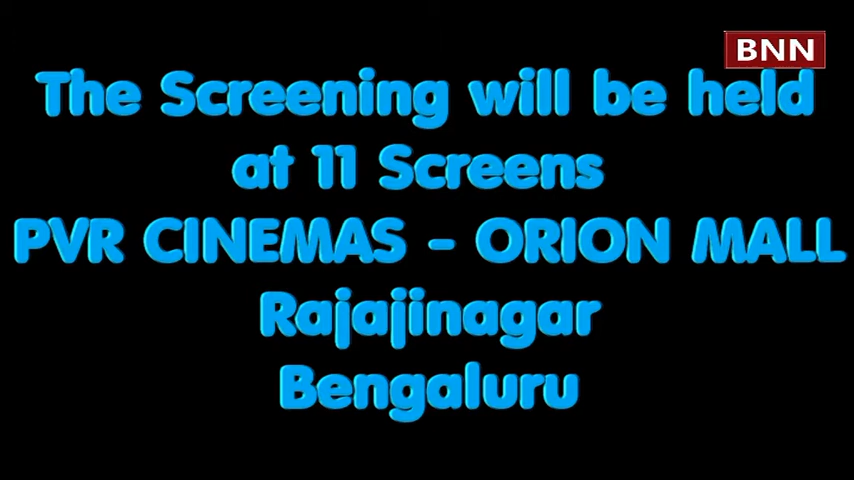 BNN
The Screening will be held
at 11 Screens
PVR CINEMAS - ORION MALL
Rajajinagar
Bengaluru